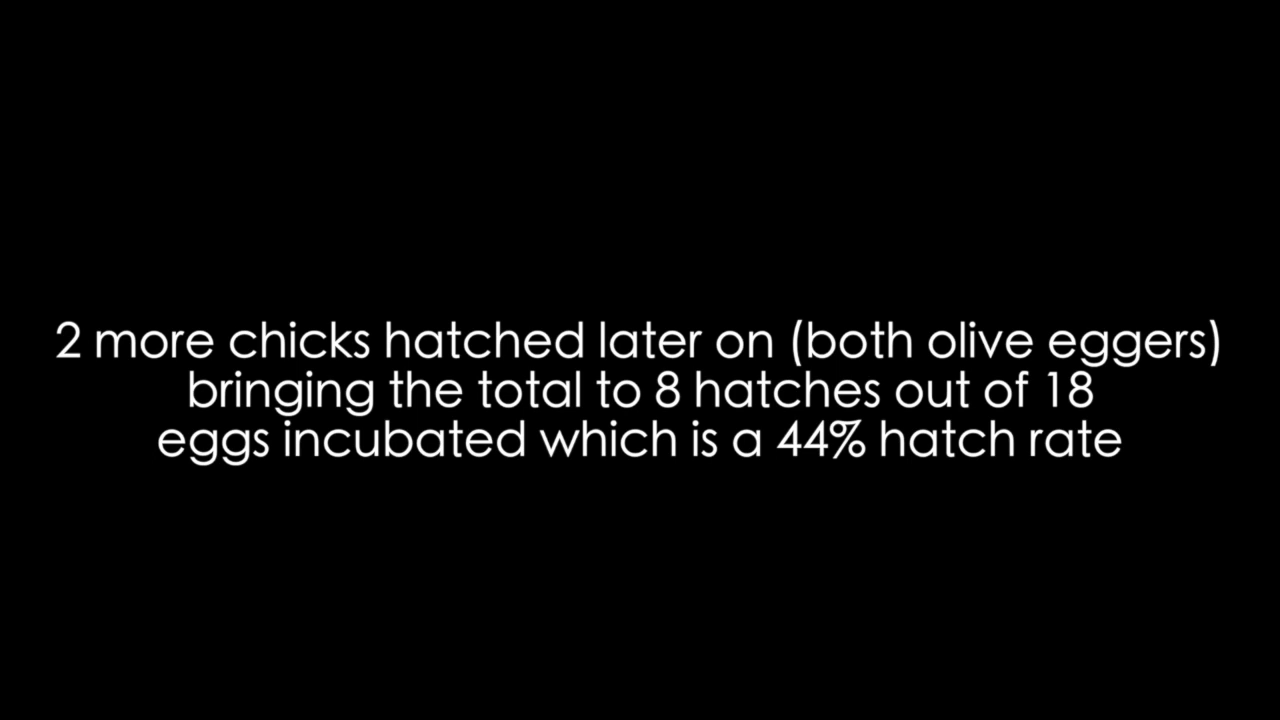 2 more chicks hatched later on (both olive eggers)
bringing the total to 8 hatches out of 18
eggs incubated which is a 44% hatch rate